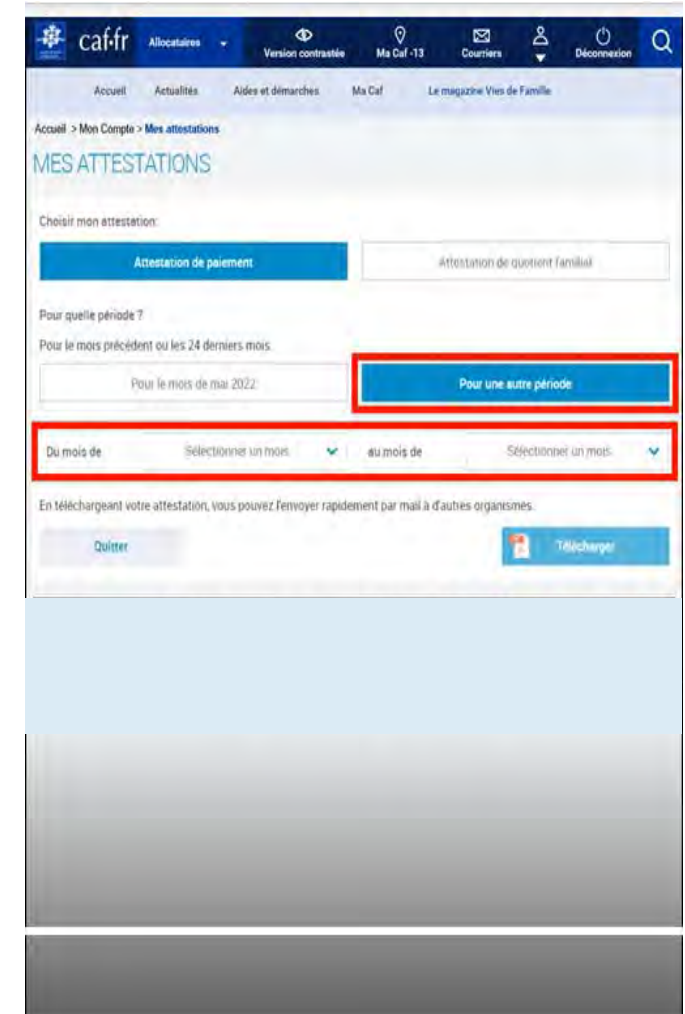 caf.fr Allocataires Version contrastée Ma Caf -13 Courriers Déconnexion
Accueil Actualités Aides et démarches Ma Caf Le magazine Vies de Famille
Accueil > Mon Compte > Mes attestations
MES ATTESTATIONS
Choisir mon attestation:
Attestation de paiement Attestation de quotient familial
Pour quelle période ?
Pour le mois précédent ou les 24 derniers mois.
Pour le mois de mai 2022 Pour une autre période
Du mois de Sélectionner un mois au mois de Sélectionner un mois
En téléchargeant votre attestation, vous pouvez l'envoyer rapidement par mail à d'autres organismes.
Quitter Télécharger